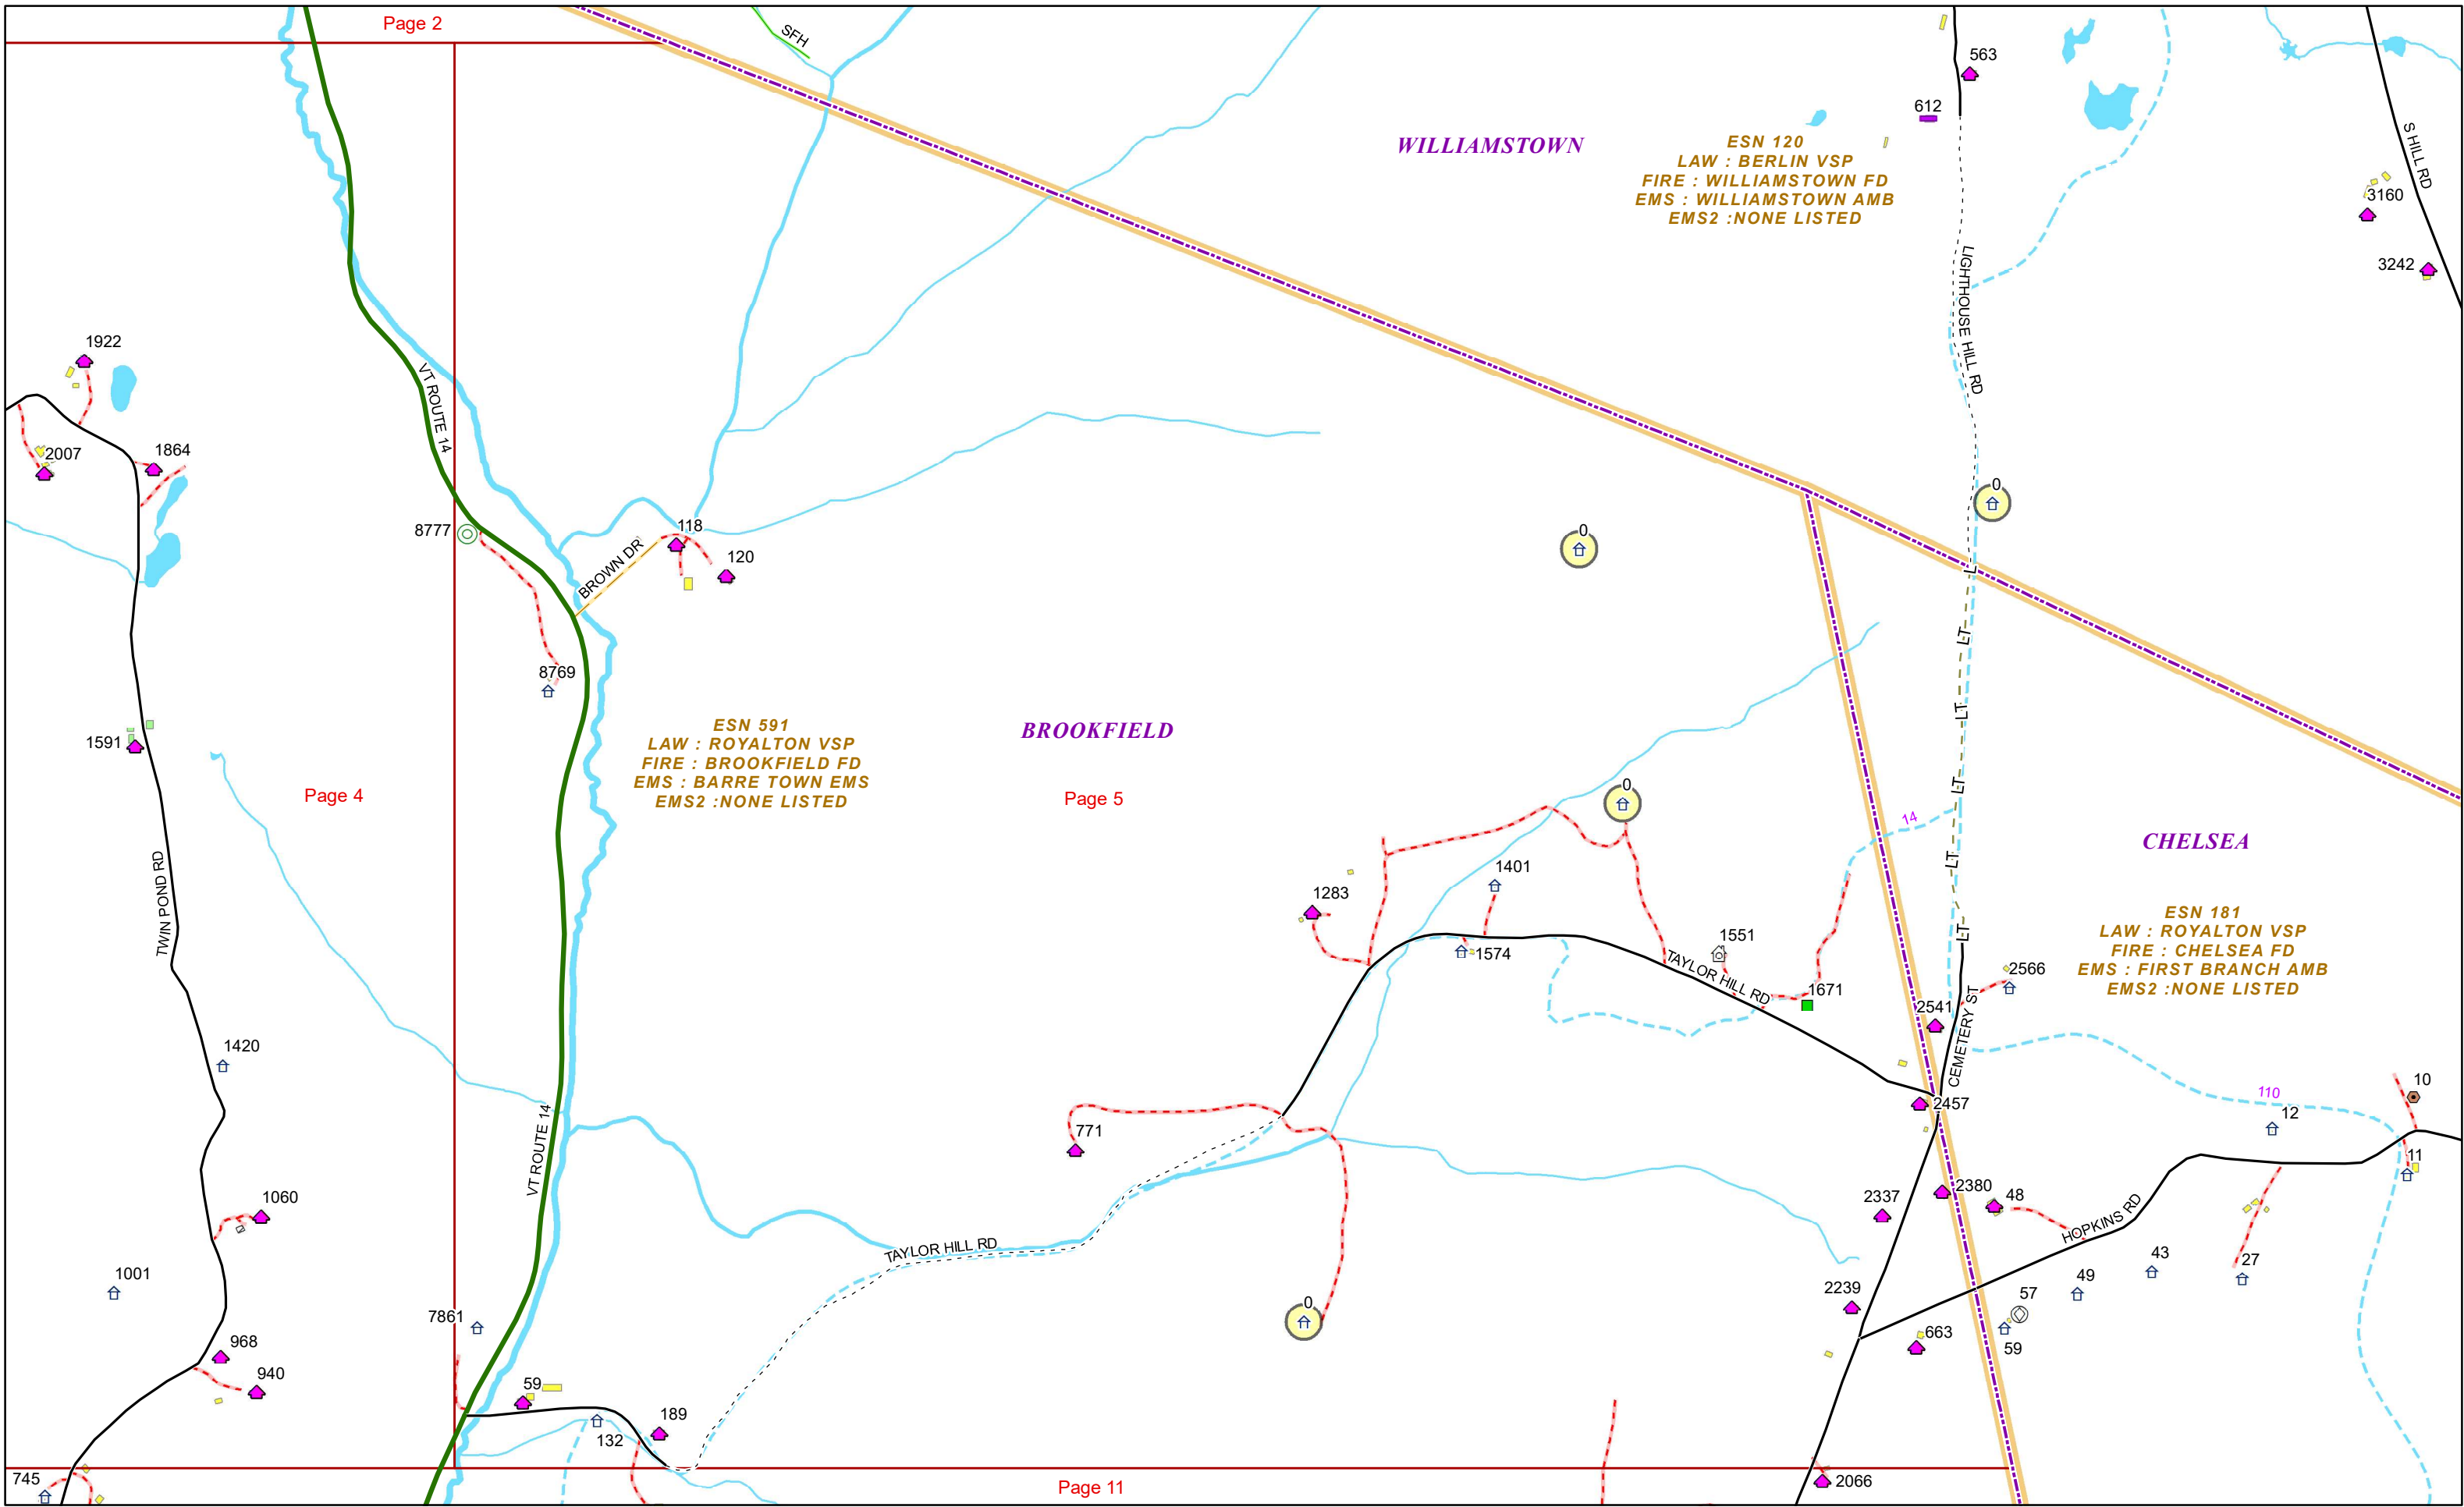 Page 2
SFH
563
612
WILLIAMSTOWN
ESN 120
LAW : BERLIN VSP
FIRE : WILLIAMSTOWN FD
EMS : WILLIAMSTOWN AMB
EMS2 :NONE LISTED
S HILL RD
3160
3242
LIGHTHOUSE HILL RD
1922
VT ROUTE 14
2007
1864
8777
118
120
BROWN DR
0
0
L
LT
LT
LT
LT
LT
8769
1591
ESN 591
LAW : ROYALTON VSP
FIRE : BROOKFIELD FD
EMS : BARRE TOWN EMS
EMS2 :NONE LISTED
BROOKFIELD
Page 4
Page 5
0
14
CHELSEA
TWIN POND RD
1283
1401
1574
1551
TAYLOR HILL RD
1671
ESN 181
LAW : ROYALTON VSP
FIRE : CHELSEA FD
EMS : FIRST BRANCH AMB
EMS2 :NONE LISTED
2566
2541
CEMETERY ST
1420
110
10
12
2457
11
771
VT ROUTE 14
1060
2337
2380
48
HOPKINS RD
TAYLOR HILL RD
1001
43
27
49
57
2239
0
7861
663
59
968
940
59
189
132
745
Page 11
2066